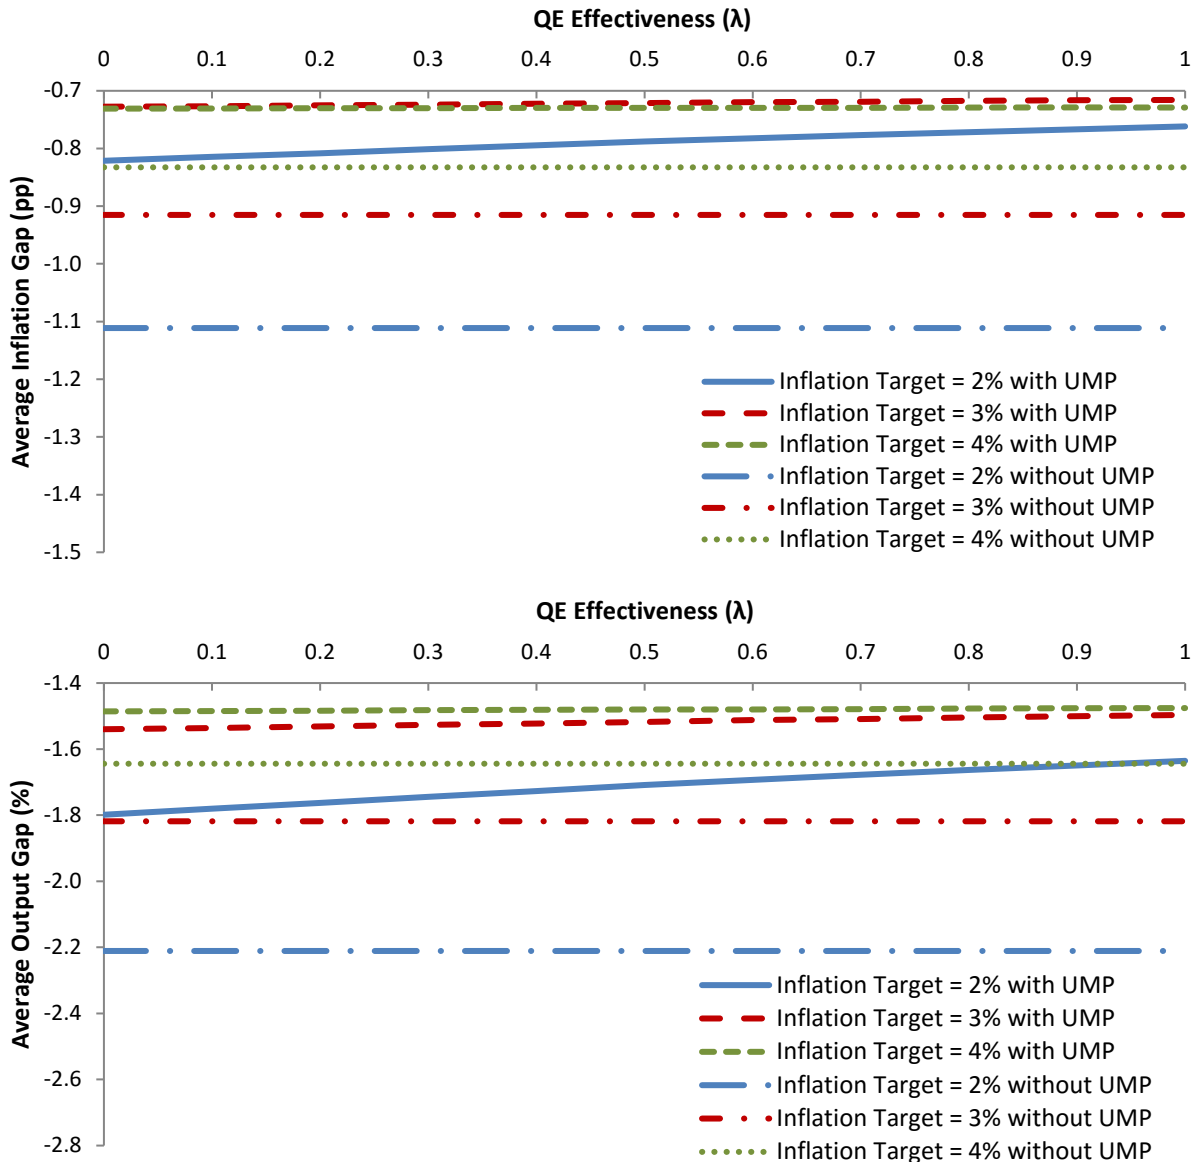 QE Effectiveness (λ)
0 0.1 0.2 0.3 0.4 0.5 0.6 0.7 0.8 0.9 1
Average Inflation Gap (pp)
-0.7
-0.8
-0.9
-1.0
-1.1
-1.2
-1.3
-1.4
-1.5
Inflation Target = 2% with UMP
Inflation Target = 3% with UMP
Inflation Target = 4% with UMP
Inflation Target = 2% without UMP
Inflation Target = 3% without UMP
Inflation Target = 4% without UMP
QE Effectiveness (λ)
0 0.1 0.2 0.3 0.4 0.5 0.6 0.7 0.8 0.9 1
Average Output Gap (%)
-1.4
-1.6
-1.8
-2.0
-2.2
-2.4
-2.6
-2.8
Inflation Target = 2% with UMP
Inflation Target = 3% with UMP
Inflation Target = 4% with UMP
Inflation Target = 2% without UMP
Inflation Target = 3% without UMP
Inflation Target = 4% without UMP